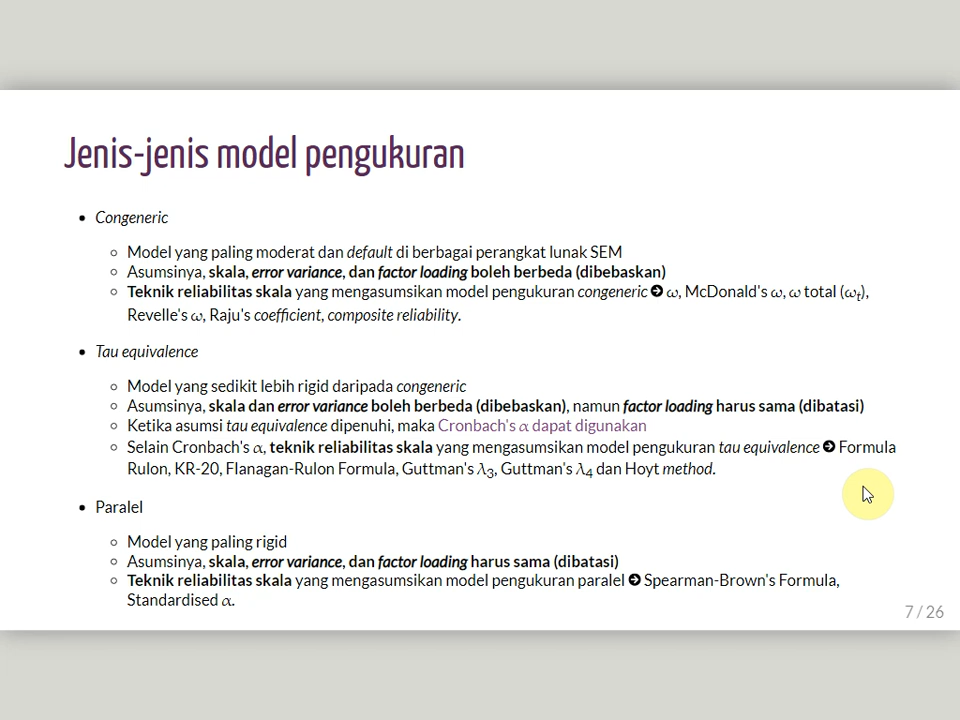 Jenis-jenis model pengukuran
• Congeneric
◦ Model yang paling moderat dan default di berbagai perangkat lunak SEM
◦ Asumsinya, skala, error variance, dan factor loading boleh berbeda (dibebaskan)
◦ Teknik reliabilitas skala yang mengasumsikan model pengukuran congeneric ➔ ω, McDonald's ω, ω total (ωt),
Revelle's ω, Raju's coefficient, composite reliability.
• Tau equivalence
◦ Model yang sedikit lebih rigid daripada congeneric
◦ Asumsinya, skala dan error variance boleh berbeda (dibebaskan), namun factor loading harus sama (dibatasi)
◦ Ketika asumsi tau equivalence dipenuhi, maka Cronbach's α dapat digunakan
◦ Selain Cronbach's α, teknik reliabilitas skala yang mengasumsikan model pengukuran tau equivalence ➔ Formula
Rulon, KR-20, Flanagan-Rulon Formula, Guttman's λ3, Guttman's λ4 dan Hoyt method.
• Paralel
◦ Model yang paling rigid
◦ Asumsinya, skala, error variance, dan factor loading harus sama (dibatasi)
◦ Teknik reliabilitas skala yang mengasumsikan model pengukuran paralel ➔ Spearman-Brown's Formula,
Standardised α.
7 / 26